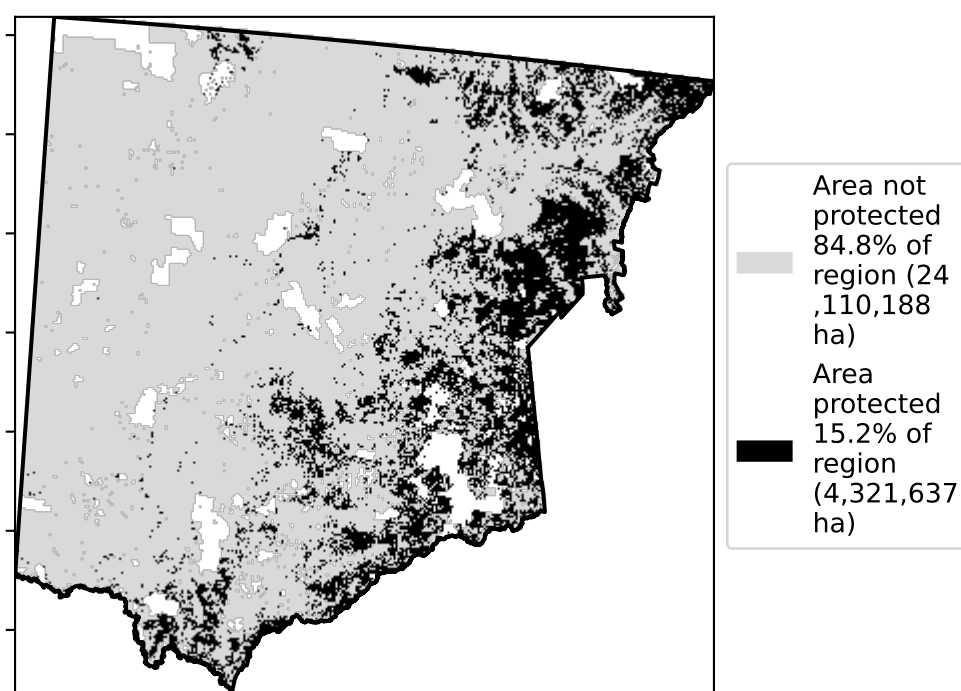 Area not
protected
84.8% of
region (24
,110,188
ha)
Area
protected
15.2% of
region
(4,321,637
ha)